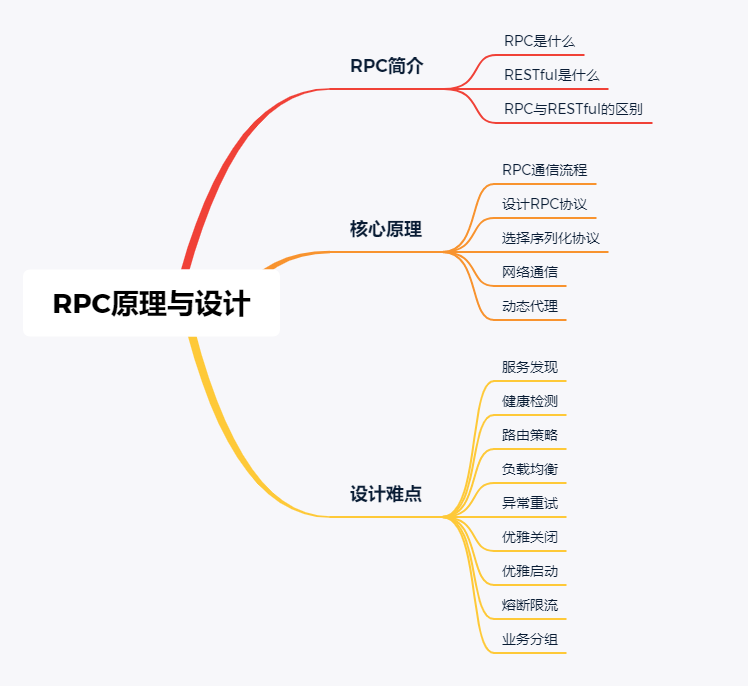 RPC原理与设计
RPC简介
RPC是什么
RESTful是什么
RPC与RESTful的区别
核心原理
RPC通信流程
设计RPC协议
选择序列化协议
网络通信
动态代理
设计难点
服务发现
健康检测
路由策略
负载均衡
异常重试
优雅关闭
优雅启动
熔断限流
业务分组